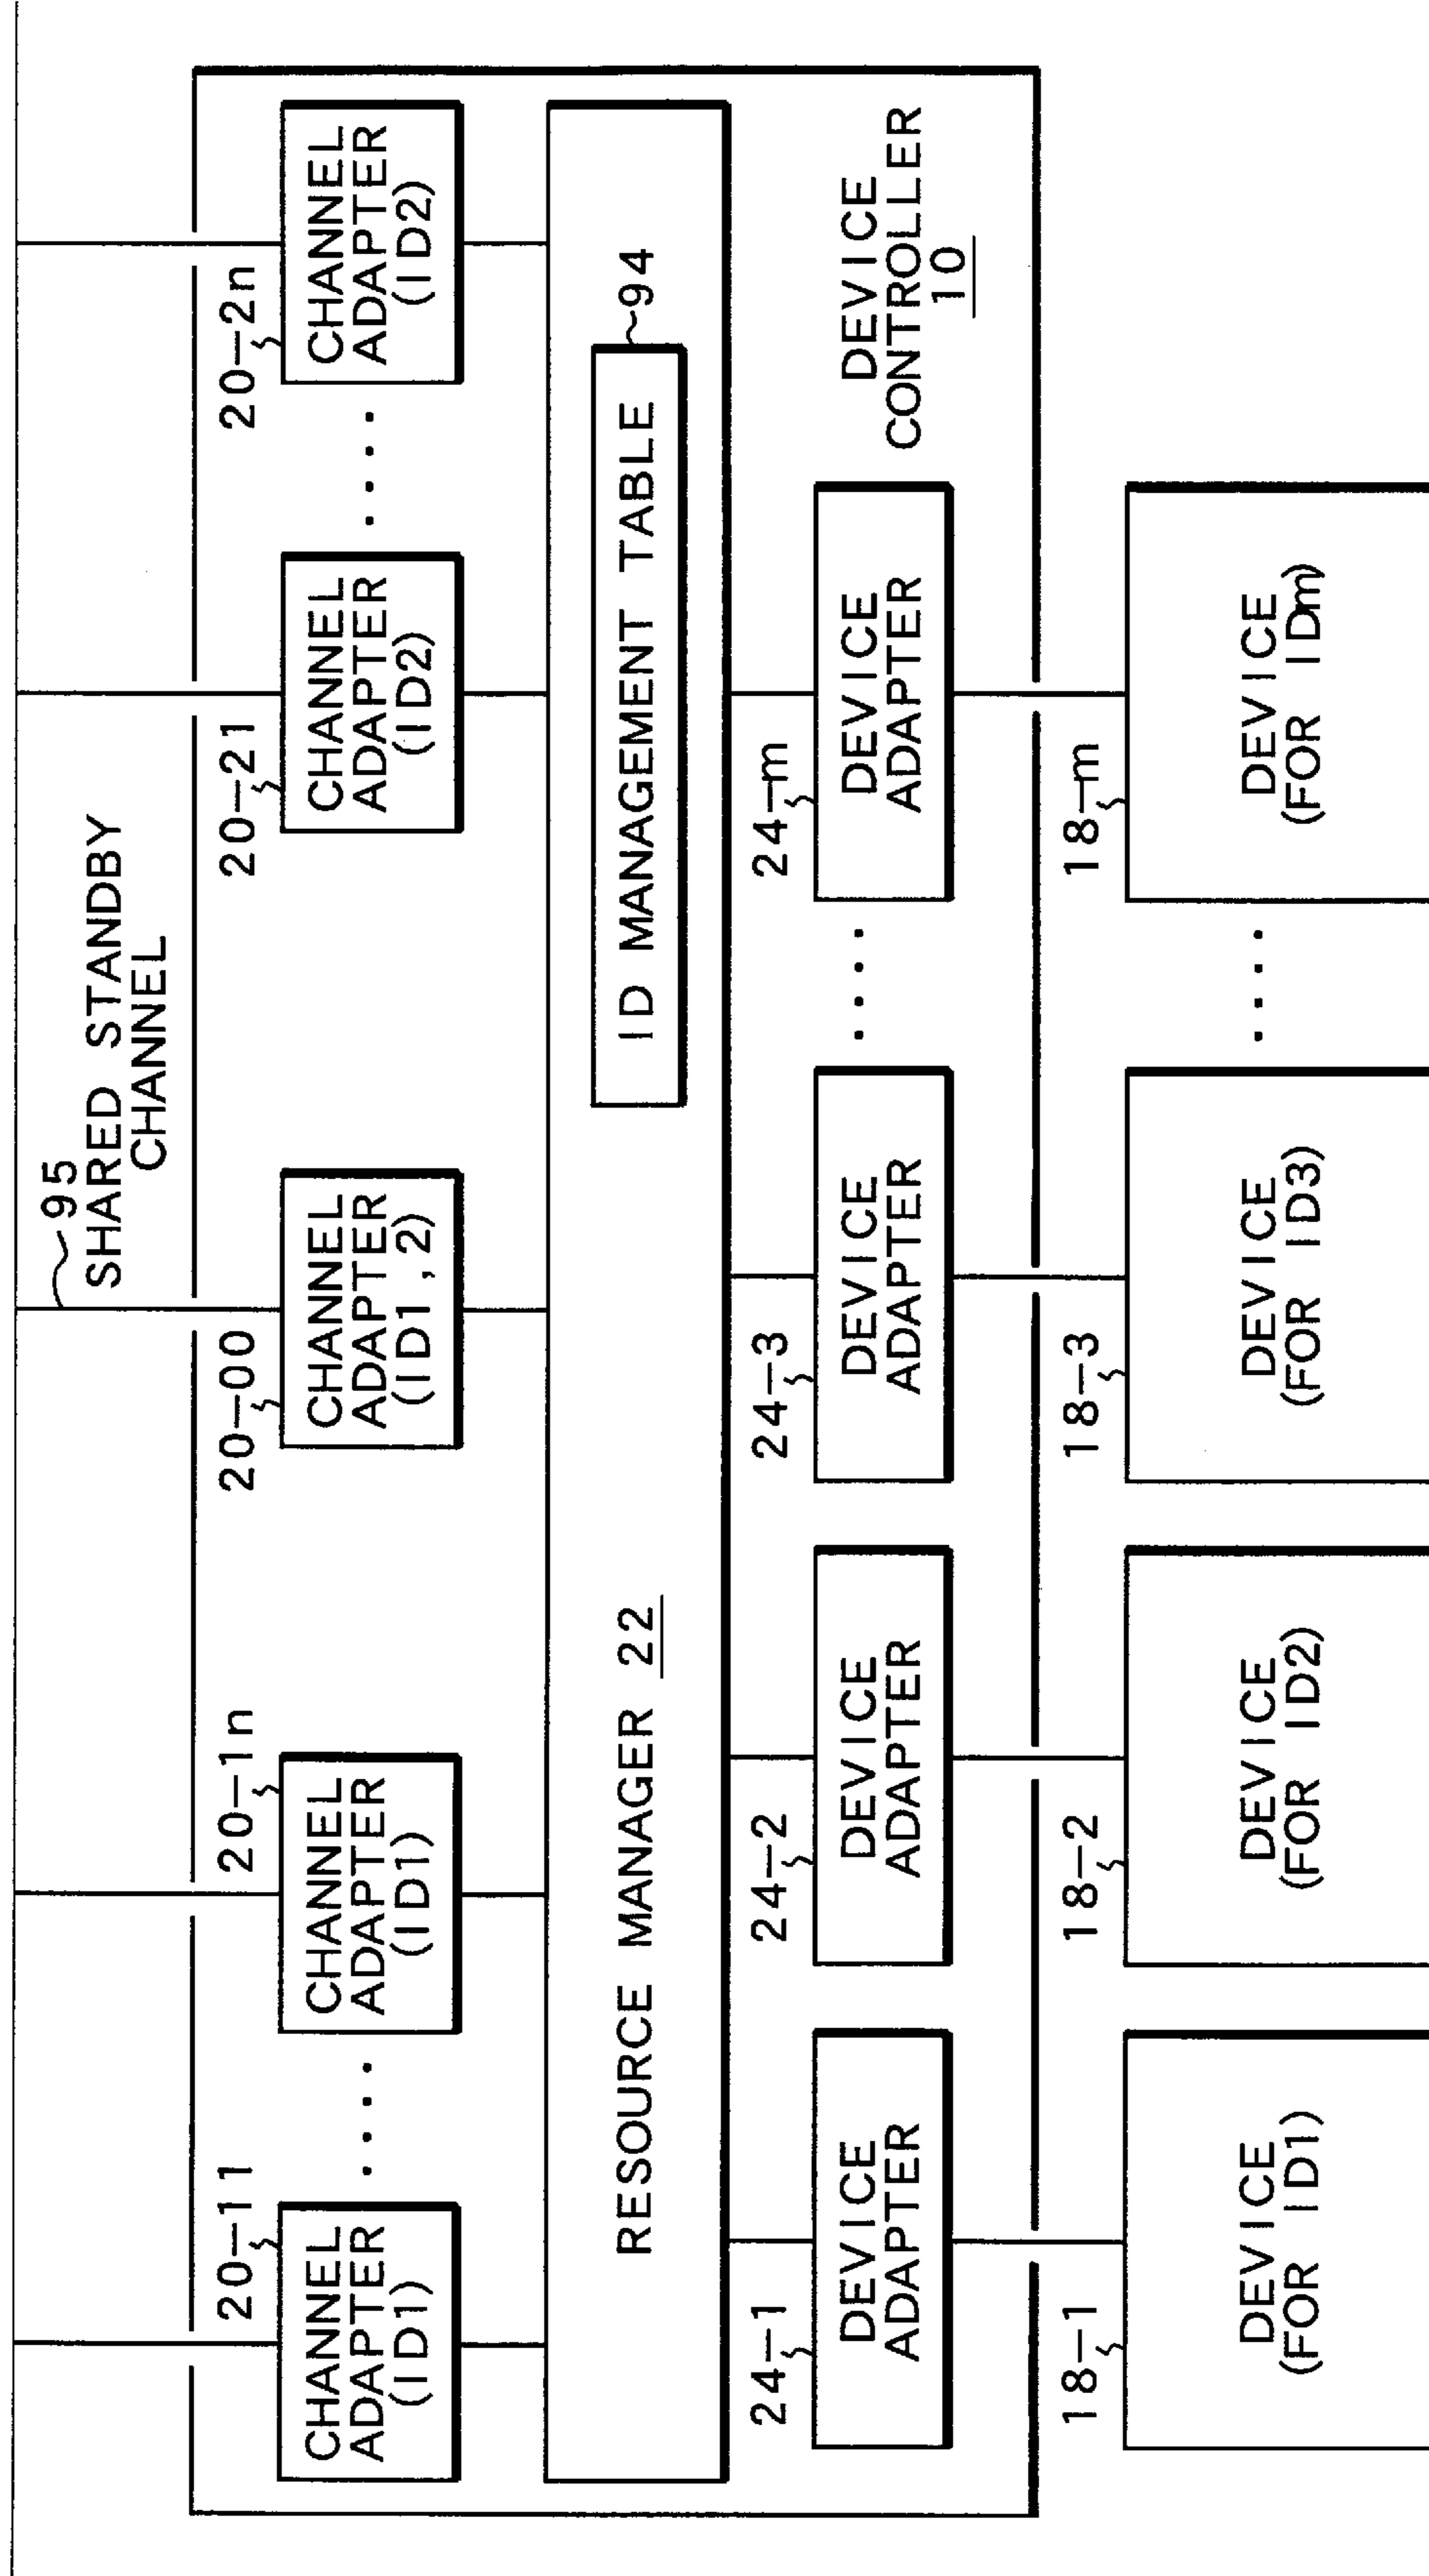 95
SHARED STANDBY
CHANNEL
20-11
20-1n
20-00
20-21
20-2n
CHANNEL
ADAPTER
(ID1)
CHANNEL
ADAPTER
(ID1)
CHANNEL
ADAPTER
(ID1,2)
CHANNEL
ADAPTER
(ID2)
CHANNEL
ADAPTER
(ID2)
RESOURCE MANAGER 22
ID MANAGEMENT TABLE
94
24-1
24-2
24-3
24-m
DEVICE
ADAPTER
DEVICE
ADAPTER
DEVICE
ADAPTER
DEVICE
ADAPTER
DEVICE
CONTROLLER
10
18-1
18-2
18-3
18-m
DEVICE
(FOR ID1)
DEVICE
(FOR ID2)
DEVICE
(FOR ID3)
DEVICE
(FOR IDm)